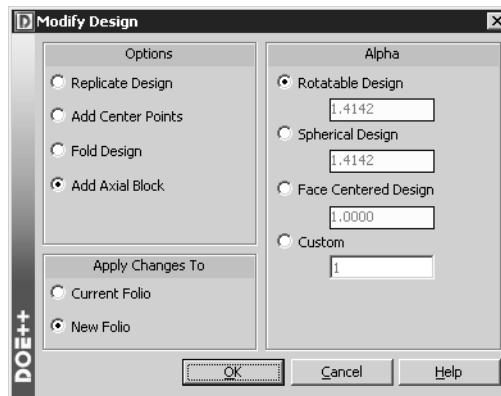 Modify Design
Options
Replicate Design
Add Center Points
Fold Design
Add Axial Block
Apply Changes To
Current Folio
New Folio
Alpha
Rotatable Design
1.4142
Spherical Design
1.4142
Face Centered Design
1.0000
Custom
1
OK
Cancel
Help
DOE++